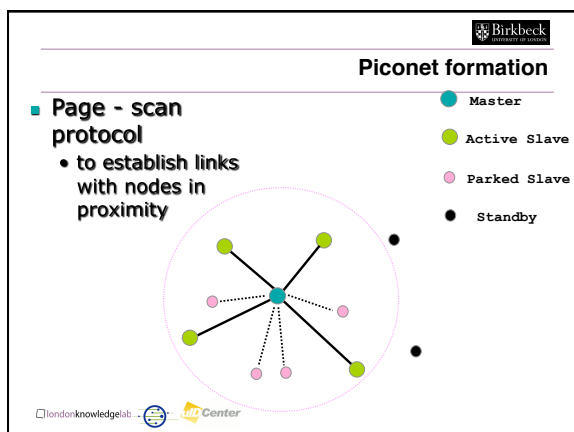 Birkbeck
UNIVERSITY OF LONDON
Piconet formation
Page - scan
protocol
• to establish links
with nodes in
proximity
Master
Active Slave
Parked Slave
Standby
londonknowledgelab
Center